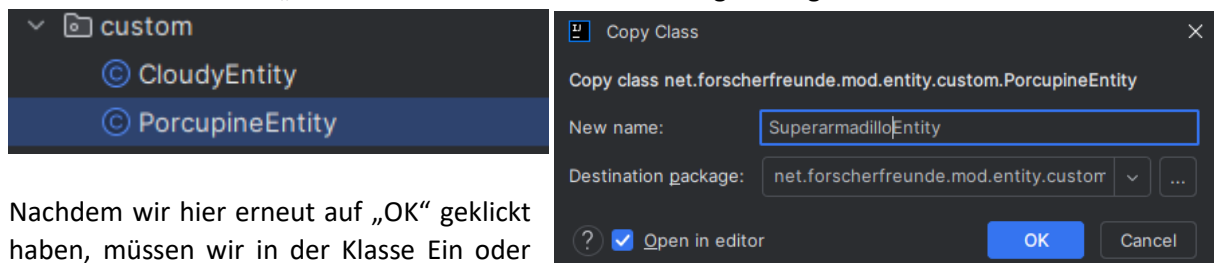 custom
CloudyEntity
PorcupineEntity
Nachdem wir hier erneut auf „OK“ geklickt
haben, müssen wir in der Klasse Ein oder
Copy Class
Copy class net.forscherfreunde.mod.entity.custom.PorcupineEntity
New name: SuperarmadilloEntity
Destination package: net.forscherfreunde.mod.entity.custom ...
? Open in editor OK Cancel